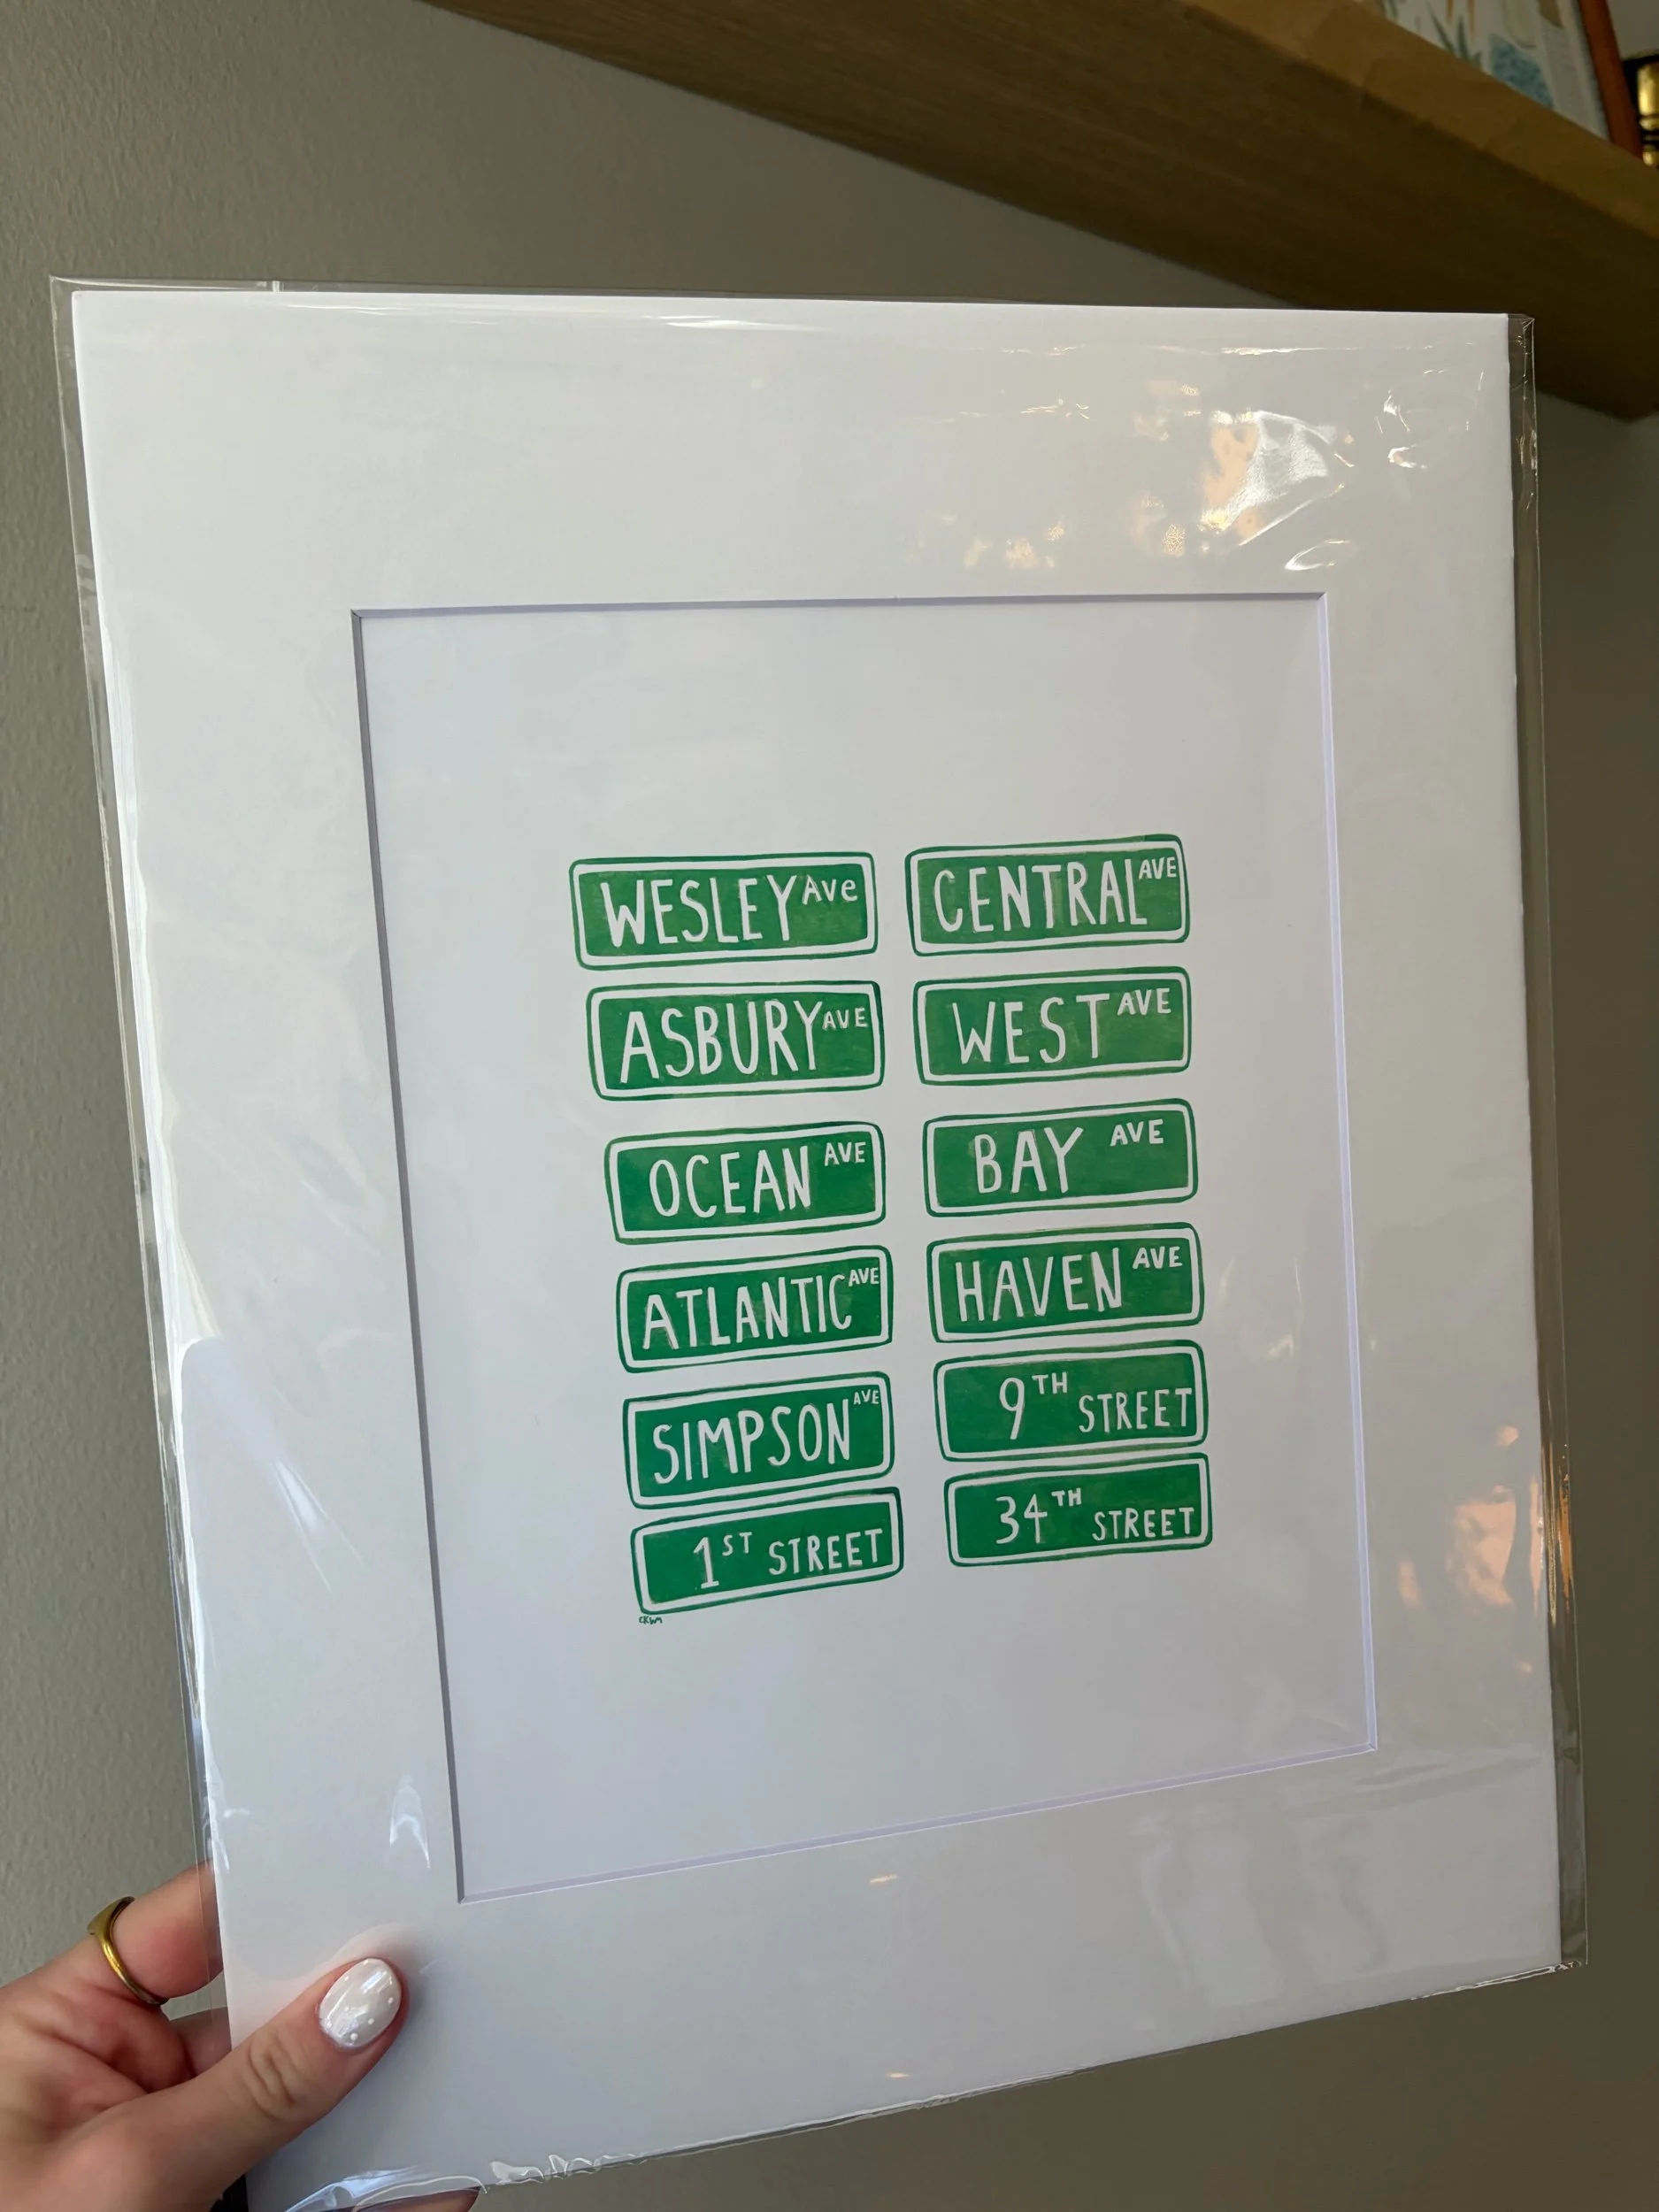 WESLEY AVe
CENTRAL AVE
ASBURY AVE
WEST AVE
OCEAN AVE
BAY AVE
ATLANTIC AVE
HAVEN AVE
SIMPSON AVE
9TH STREET
1ST STREET
34TH STREET